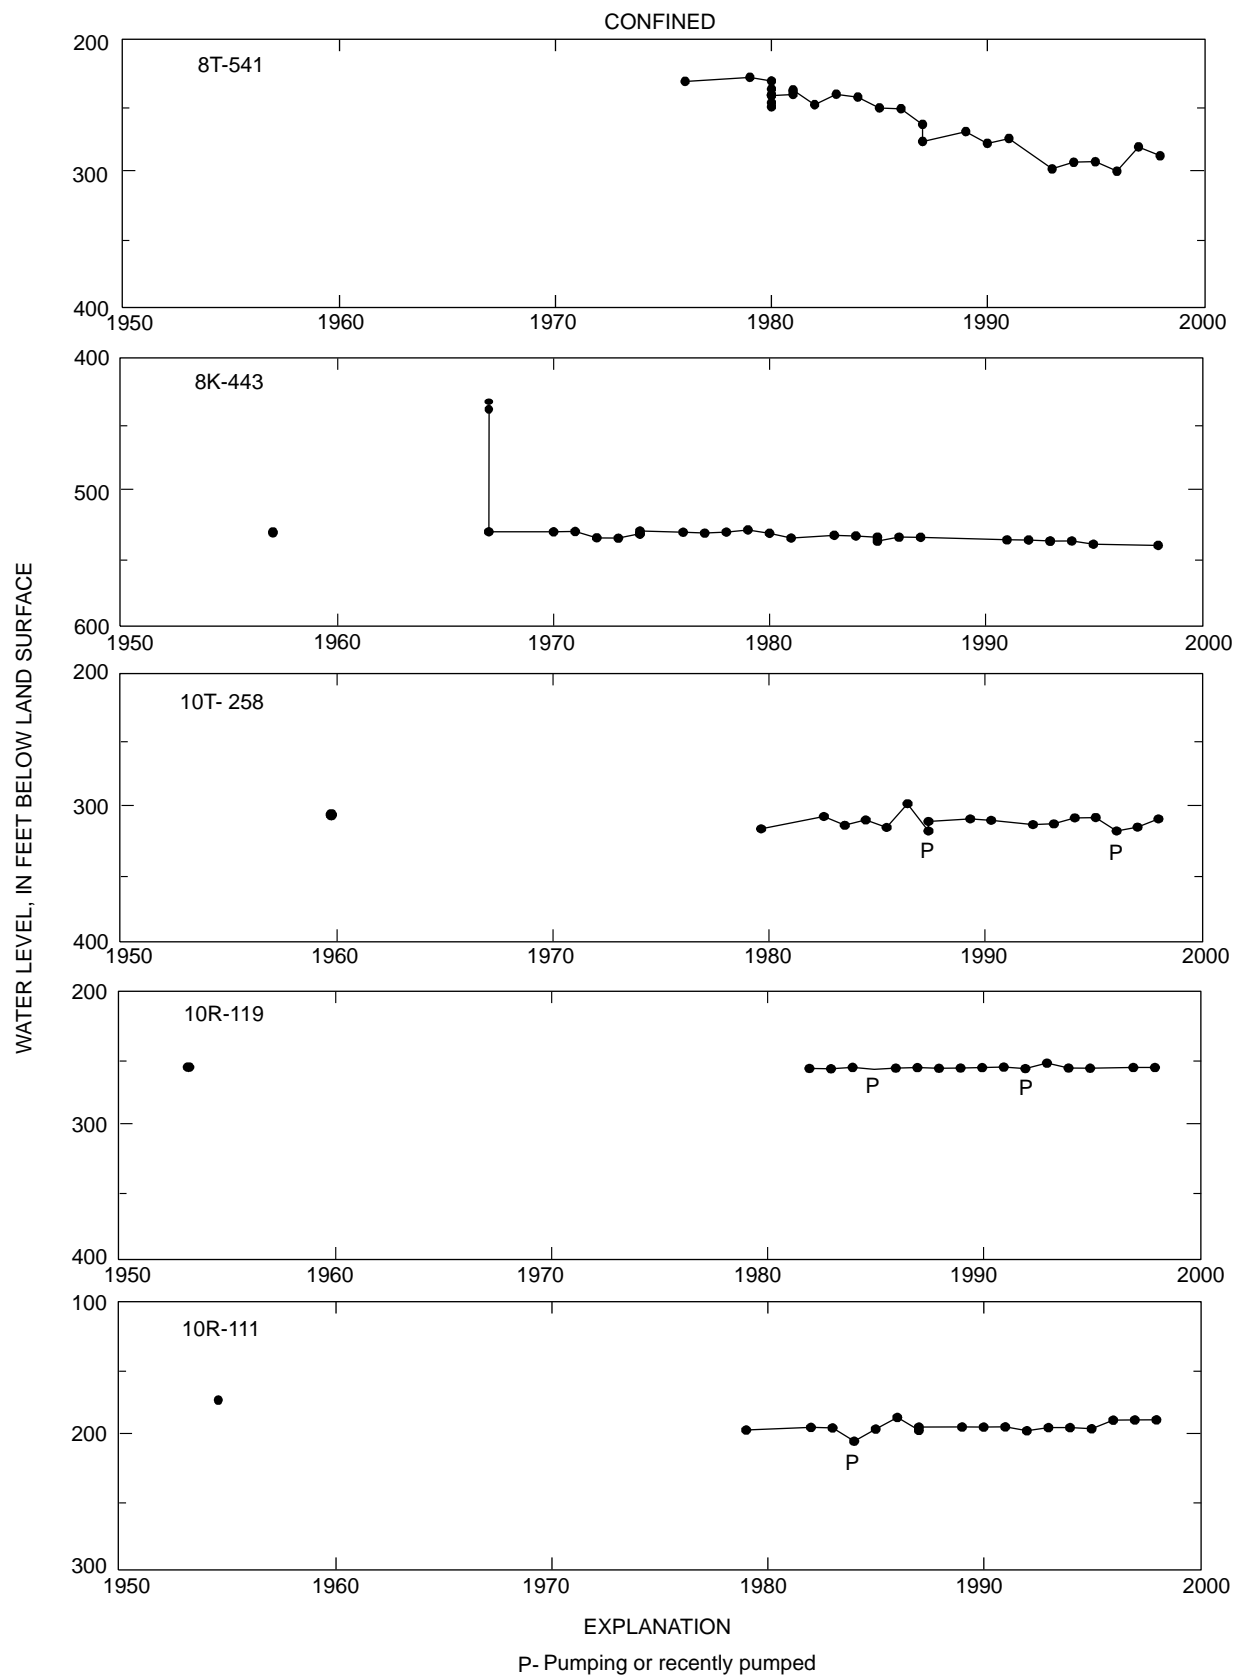 CONFINED
200
8T-541
300
400
1950 1960 1970 1980 1990 2000
400
8K-443
500
600
1950 1960 1970 1980 1990 2000
WATER LEVEL, IN FEET BELOW LAND SURFACE
200
10T- 258
300
P P
400
1950 1960 1970 1980 1990 2000
200
10R-119
P P
300
400
1950 1960 1970 1980 1990 2000
100
10R-111
200
P
300
1950 1960 1970 1980 1990 2000
EXPLANATION
P- Pumping or recently pumped